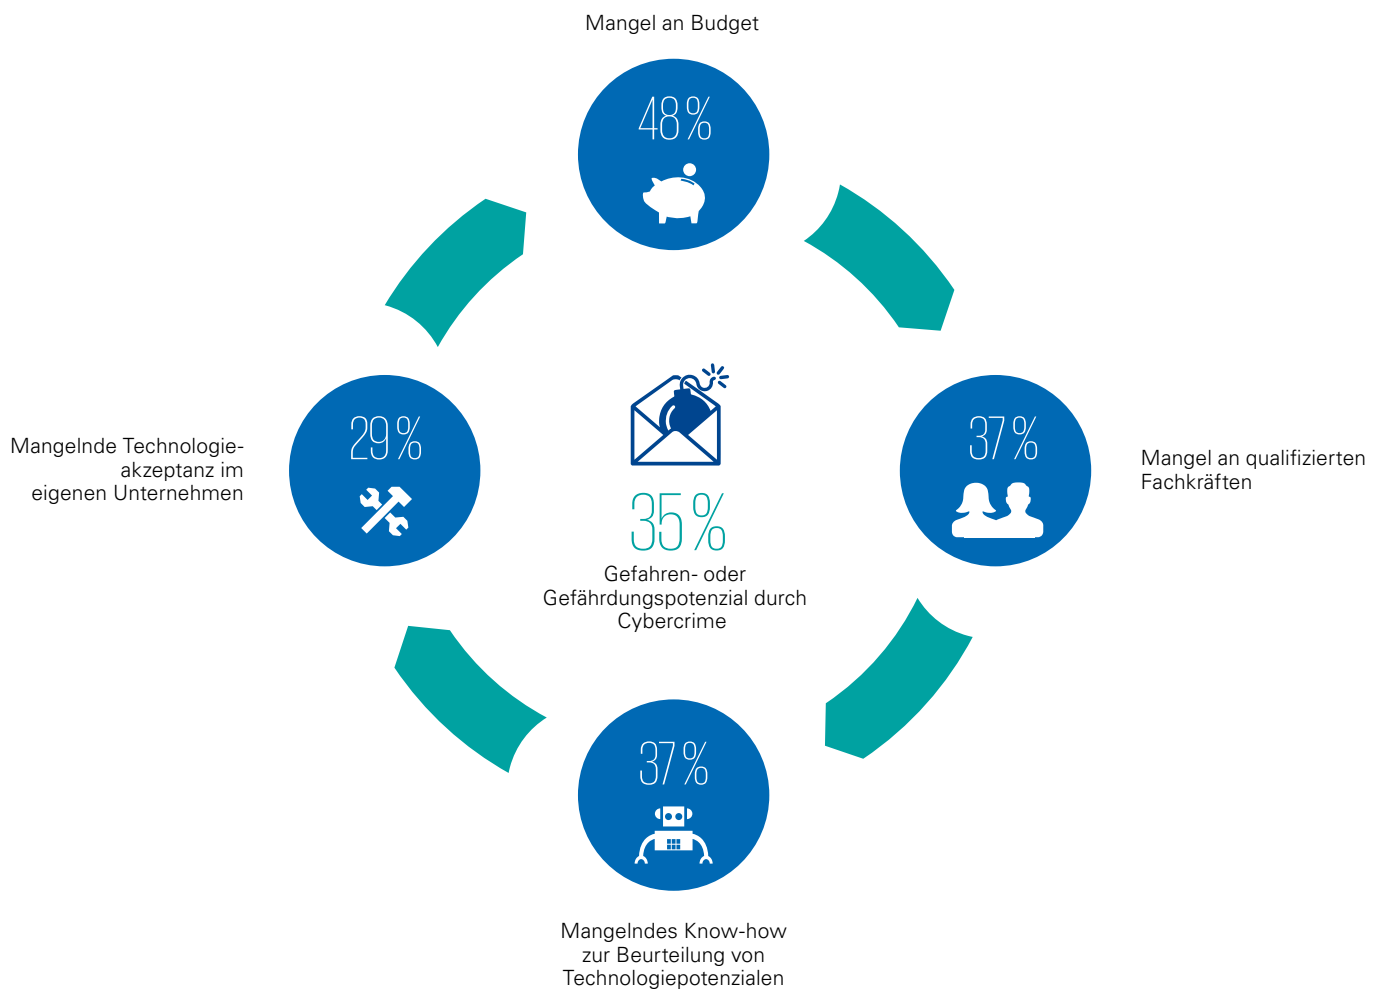 Mangel an Budget
48 %
29 %
Mangelnde Technologie-
akzeptanz im
eigenen Unternehmen
35 %
Gefahren- oder
Gefährdungspotenzial durch
Cybercrime
37 %
Mangel an qualifizierten
Fachkräften
37 %
Mangelndes Know-how
zur Beurteilung von
Technologiepotenzialen